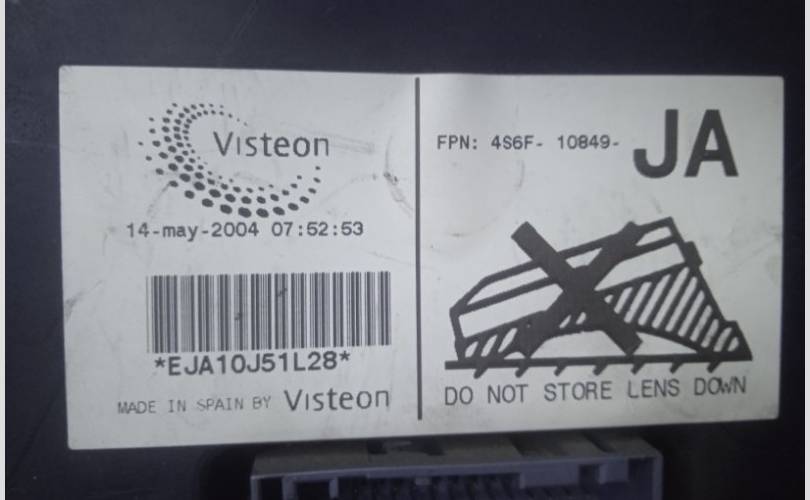 Visteon
14-may-2004 07:52:53
*EJA10J51L28*
MADE IN SPAIN BY Visteon
FPN: 4S6F- 10849- JA
DO NOT STORE LENS DOWN